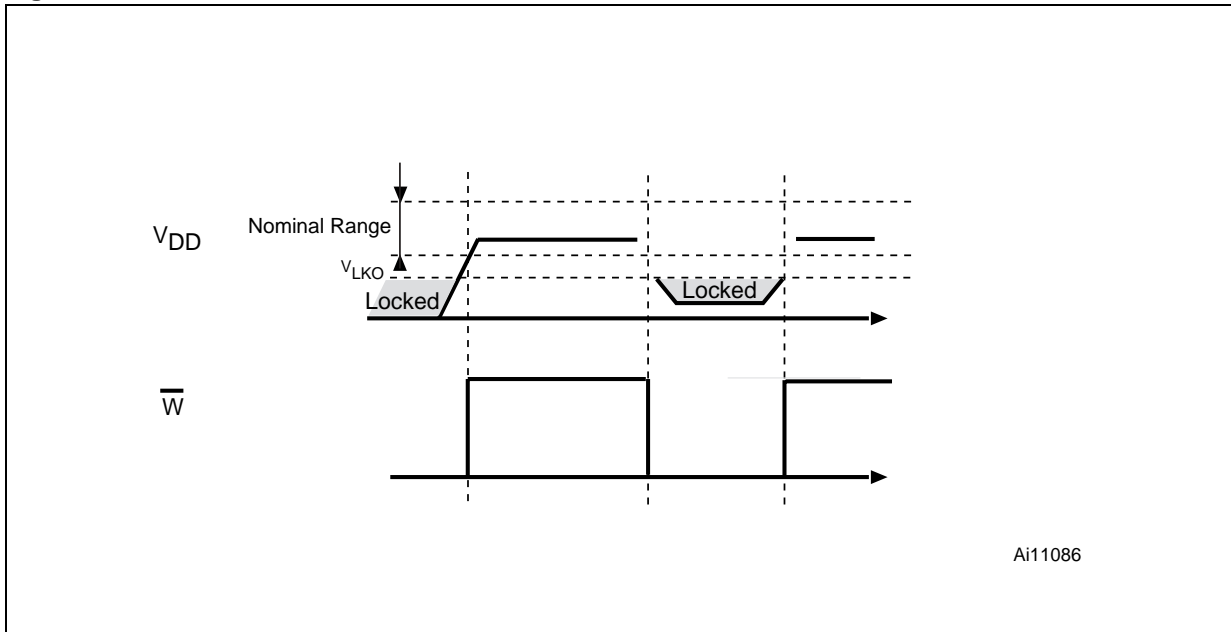 Nominal Range
VDD
VLKO
Locked
Locked
W̅
Ai11086